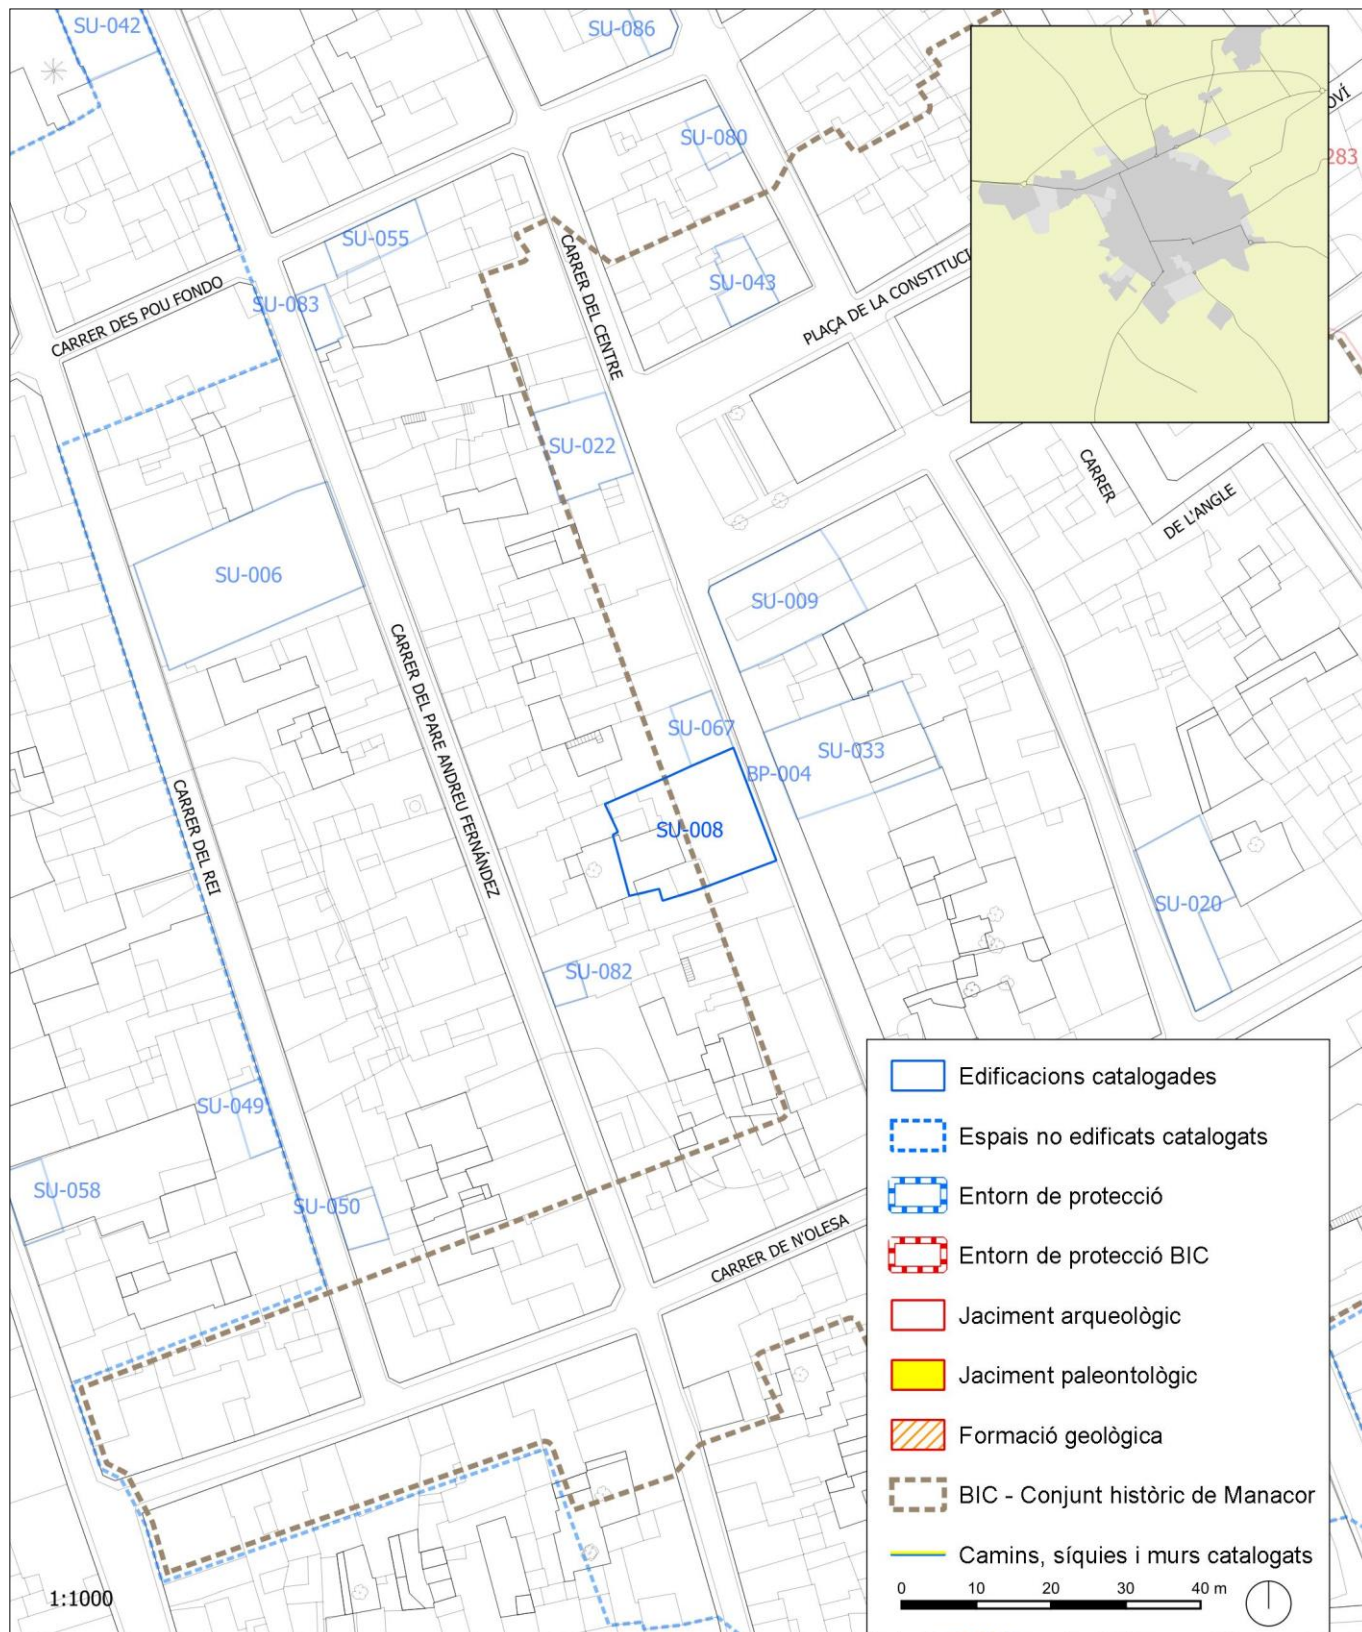 SU-042
SU-086
SU-080
OVÍ
283
SU-055
CARRER DEL CENTRE
SU-043
SU-083
CARRER DES POU FONDO
PLAÇA DE LA CONSTITUCI
SU-022
CARRER
DE L'ANGLE
SU-006
SU-009
CARRER DEL PARE ANDREU FERNÁNDEZ
SU-067
SU-033
BP-004
SU-008
CARRER DEL REI
SU-020
SU-082
SU-049
SU-058
SU-050
CARRER DE N'OLESA
Edificacions catalogades
Espais no edificats catalogats
Entorn de protecció
Entorn de protecció BIC
Jaciment arqueològic
Jaciment paleontològic
Formació geològica
BIC - Conjunt històric de Manacor
Camins, síquies i murs catalogats
0 10 20 30 40 m
1:1000